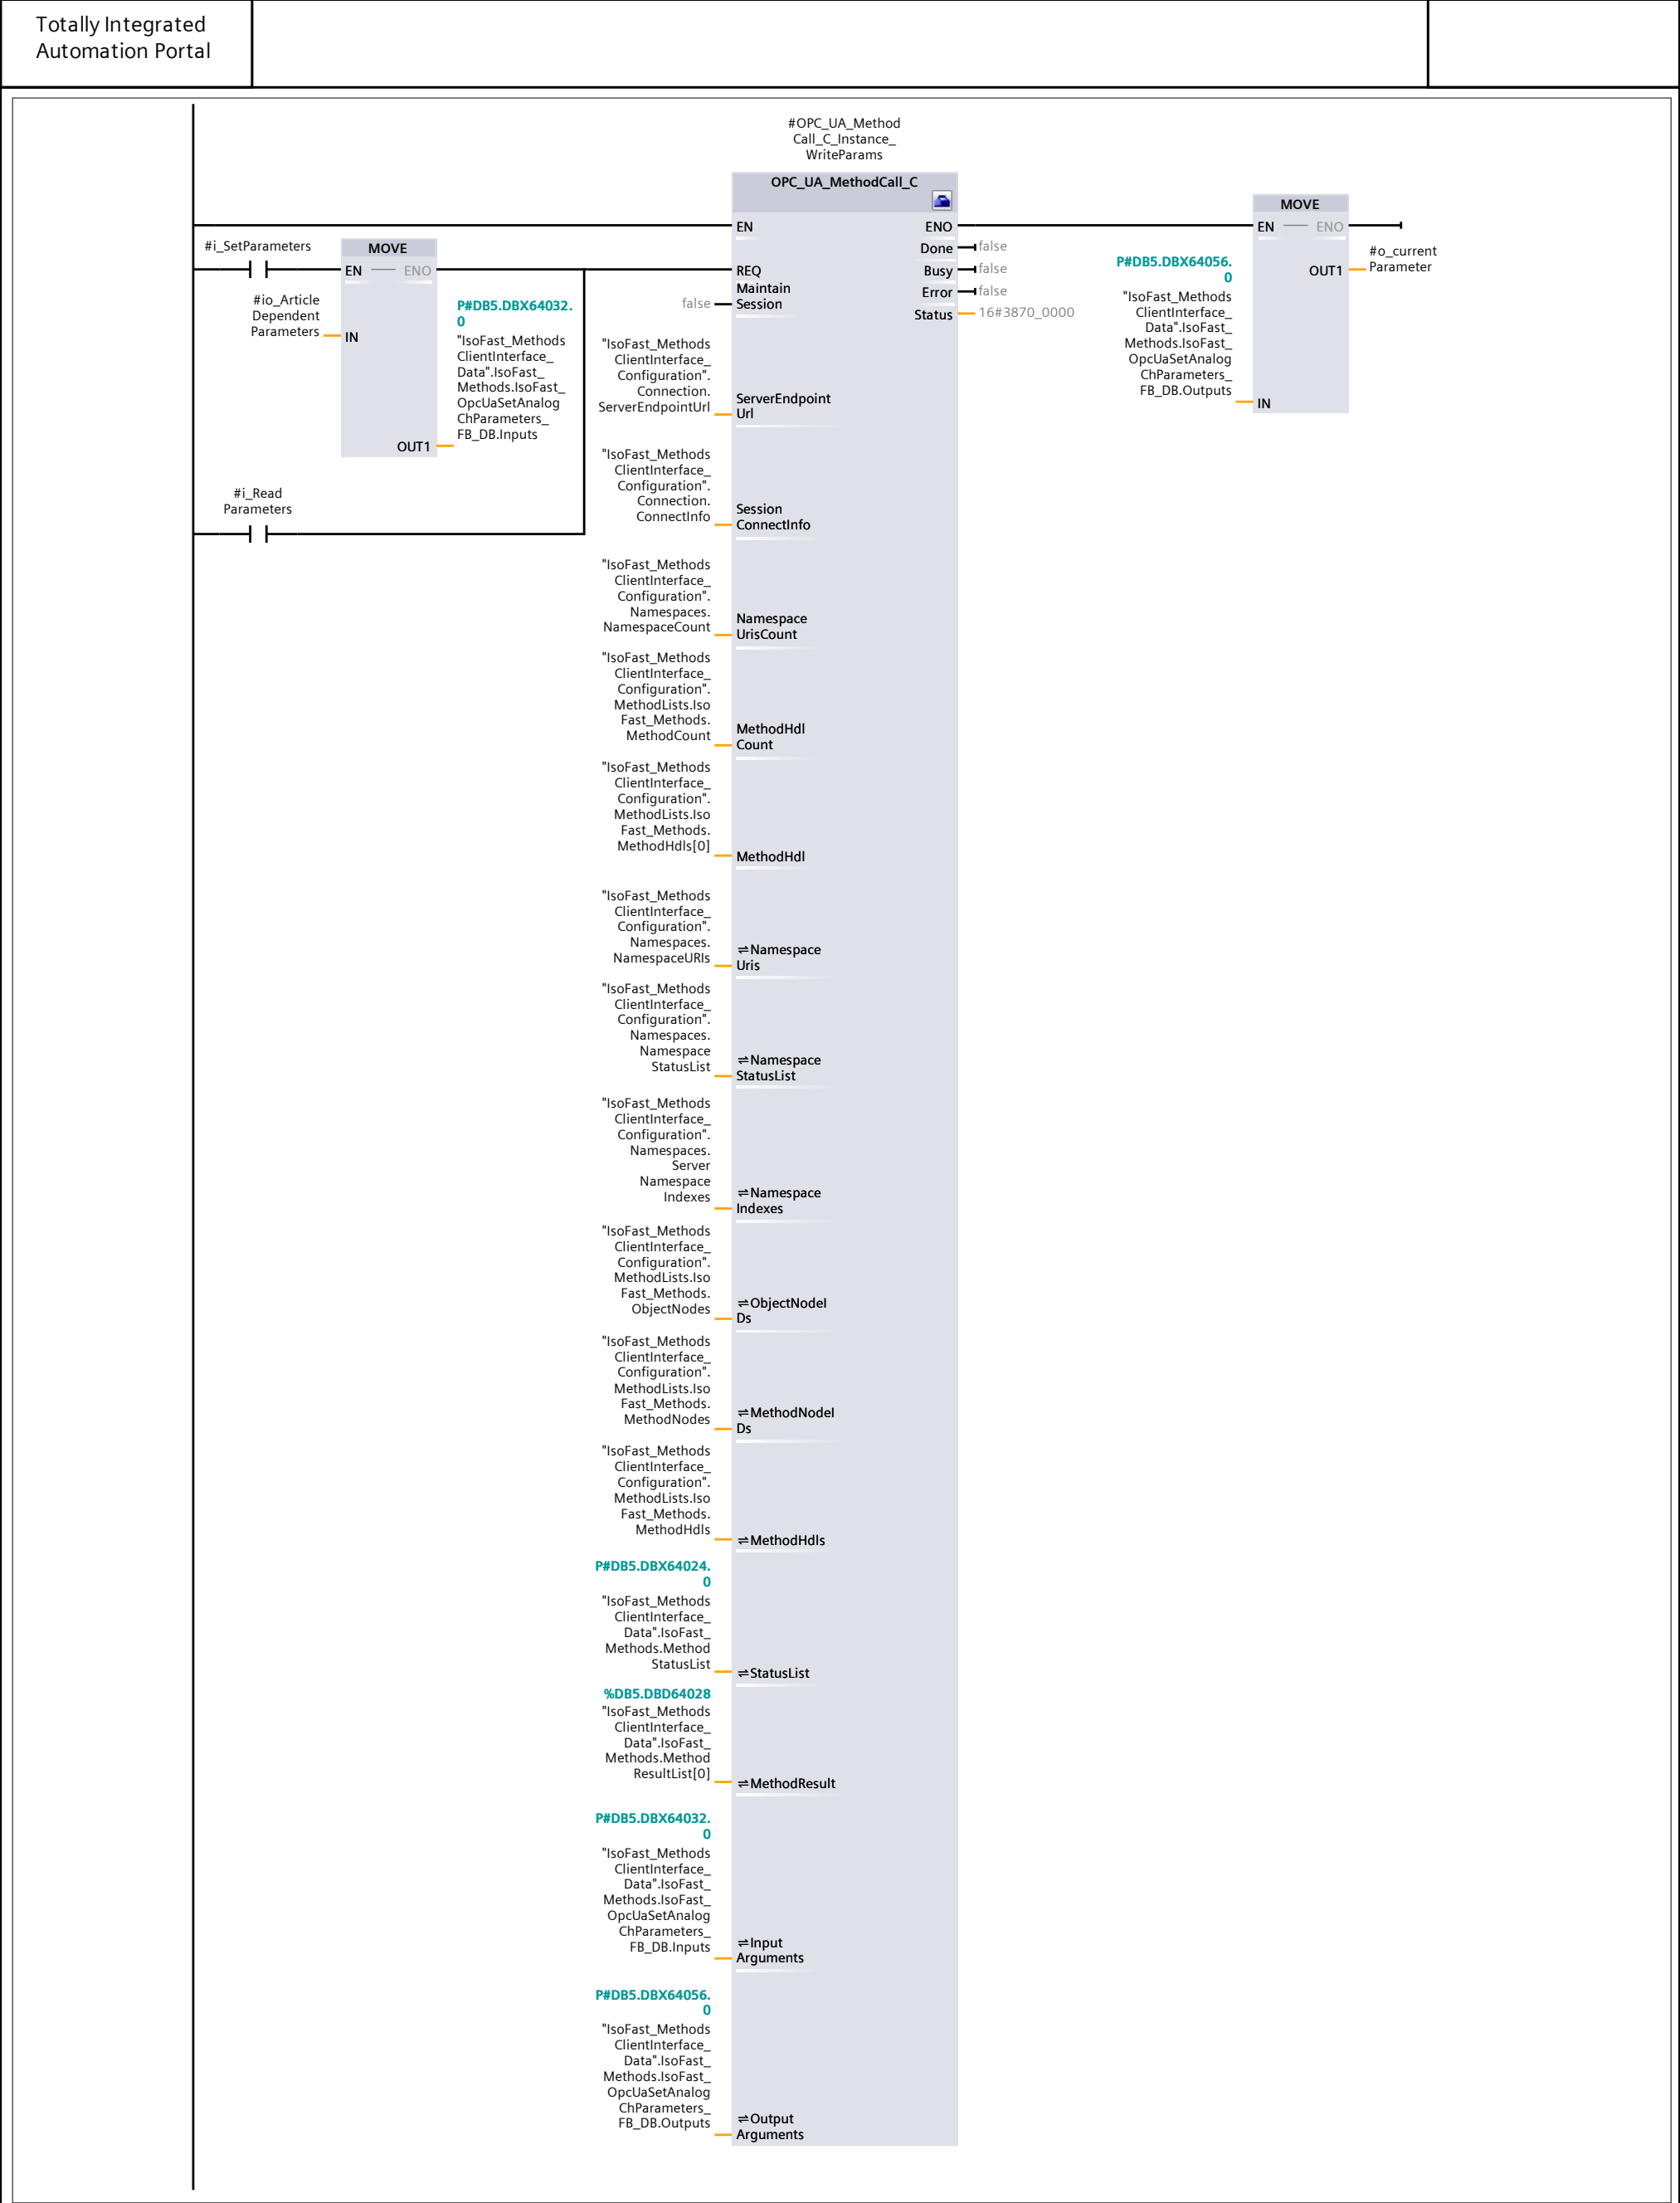 Totally Integrated
Automation Portal
#OPC_UA_Method
Call_C_Instance_
WriteParams
OPC_UA_MethodCall_C
EN
ENO
Done
false
REQ
Busy
false
Maintain
Session
false
Error
false
Status
16#3870_0000
#i_SetParameters
MOVE
EN
ENO
#io_Article
Dependent
Parameters
IN
P#DB5.DBX64032.
0
"IsoFast_Methods
ClientInterface_
Data".IsoFast_
Methods.IsoFast_
OpcUaSetAnalog
ChParameters_
FB_DB.Inputs
OUT1
#i_Read
Parameters
MOVE
EN
ENO
P#DB5.DBX64056.
0
"IsoFast_Methods
ClientInterface_
Data".IsoFast_
Methods.IsoFast_
OpcUaSetAnalog
ChParameters_
FB_DB.Outputs
IN
OUT1
#o_current
Parameter
"IsoFast_Methods
ClientInterface_
Configuration".
Connection.
ServerEndpointUrl
ServerEndpoint
Url
"IsoFast_Methods
ClientInterface_
Configuration".
Connection.
ConnectInfo
Session
ConnectInfo
"IsoFast_Methods
ClientInterface_
Configuration".
Namespaces.
NamespaceCount
Namespace
UrisCount
"IsoFast_Methods
ClientInterface_
Configuration".
MethodLists.Iso
Fast_Methods.
MethodCount
MethodHdl
Count
"IsoFast_Methods
ClientInterface_
Configuration".
MethodLists.Iso
Fast_Methods.
MethodHdls[0]
MethodHdl
"IsoFast_Methods
ClientInterface_
Configuration".
Namespaces.
NamespaceURIs
⇌Namespace
Uris
"IsoFast_Methods
ClientInterface_
Configuration".
Namespaces.
Namespace
StatusList
⇌Namespace
StatusList
"IsoFast_Methods
ClientInterface_
Configuration".
Namespaces.
Server
Namespace
Indexes
⇌Namespace
Indexes
"IsoFast_Methods
ClientInterface_
Configuration".
MethodLists.Iso
Fast_Methods.
ObjectNodes
⇌ObjectNodeI
Ds
"IsoFast_Methods
ClientInterface_
Configuration".
MethodLists.Iso
Fast_Methods.
MethodNodes
⇌MethodNodeI
Ds
"IsoFast_Methods
ClientInterface_
Configuration".
MethodLists.Iso
Fast_Methods.
MethodHdls
⇌MethodHdls
P#DB5.DBX64024.
0
"IsoFast_Methods
ClientInterface_
Data".IsoFast_
Methods.Method
StatusList
⇌StatusList
%DB5.DBD64028
"IsoFast_Methods
ClientInterface_
Data".IsoFast_
Methods.Method
ResultList[0]
⇌MethodResult
P#DB5.DBX64032.
0
"IsoFast_Methods
ClientInterface_
Data".IsoFast_
Methods.IsoFast_
OpcUaSetAnalog
ChParameters_
FB_DB.Inputs
⇌Input
Arguments
P#DB5.DBX64056.
0
"IsoFast_Methods
ClientInterface_
Data".IsoFast_
Methods.IsoFast_
OpcUaSetAnalog
ChParameters_
FB_DB.Outputs
⇌Output
Arguments